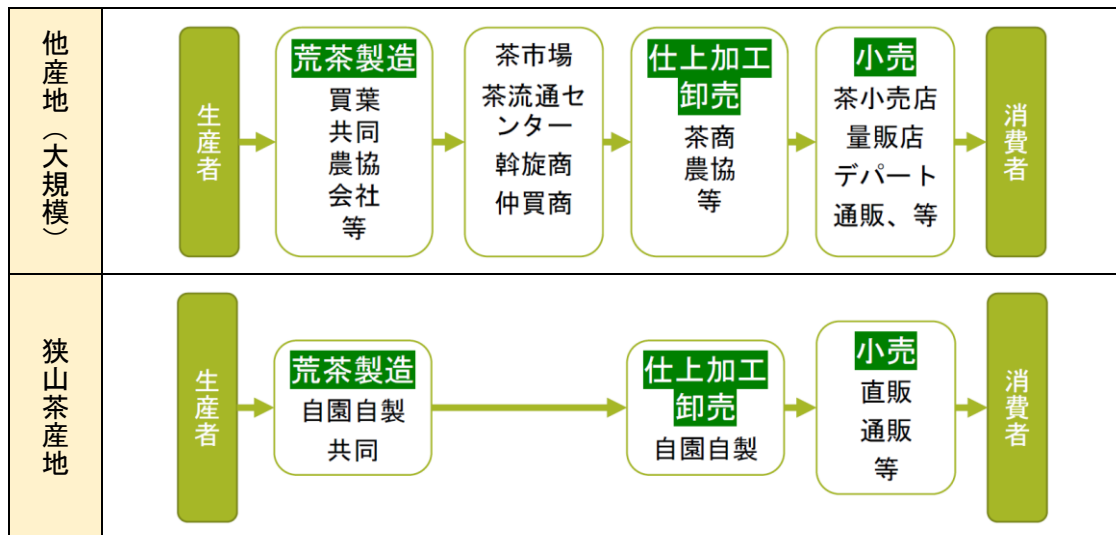 他産地（大規模）
生産者
荒茶製造
買葉
共同
農協
会社
等
茶市場
茶流通セ
ンター
斡旋商
仲買商
仕上加工
卸売
茶商
農協
等
小売
茶小売店
量販店
デパート
通販、等
消費者
狭山茶産地
生産者
荒茶製造
自園自製
共同
仕上加工
卸売
自園自製
小売
直販
通販
等
消費者